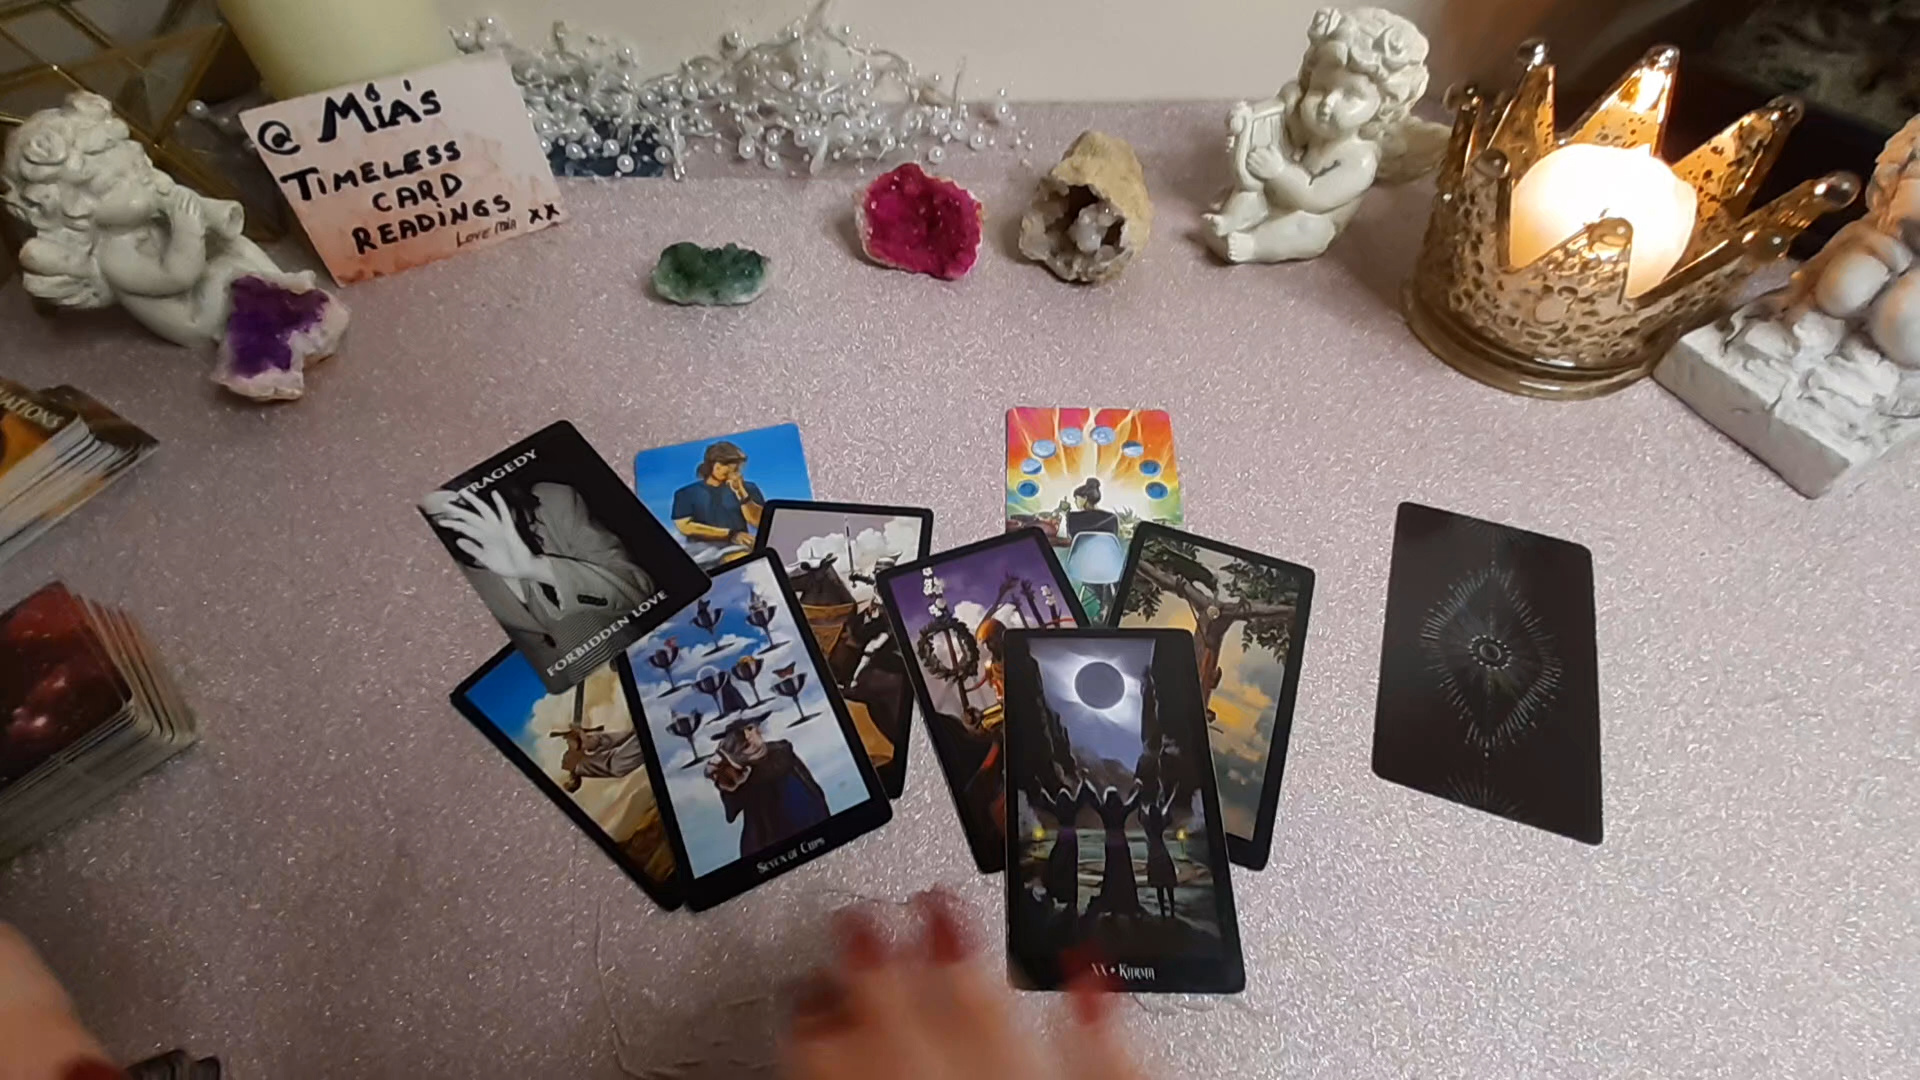 @ MIA'S
TIMELESS
CARD
READINGS xx
Love Mia
TRAGEDY
FORBIDDEN LOVE
SEVEN OF CUPS
XX • KARMA